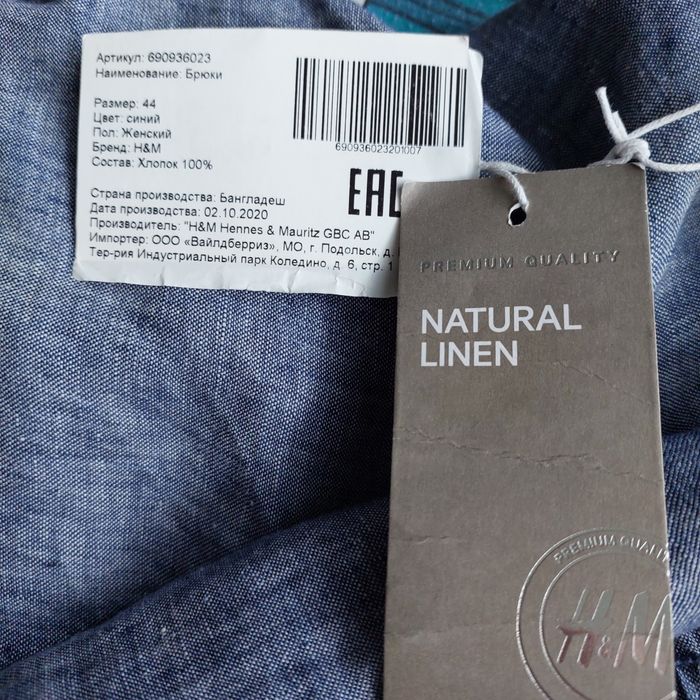 Артикул: 690936023
Наименование: Брюки
Размер: 44
Цвет: синий
Пол: Женский
Бренд: H&M
Состав: Хлопок 100%
690936023201007
EAC
Страна производства: Бангладеш
Дата производства: 02.10.2020
Производитель: "H&M Hennes & Mauritz GBC AB"
Импортер: ООО «Вайлдберриз», МО, г. Подольск, д.
Тер-рия Индустриальный парк Коледино, д. 6, стр. 1
PREMIUM QUALITY
NATURAL
LINEN
PREMIUM QUALITY
H&M